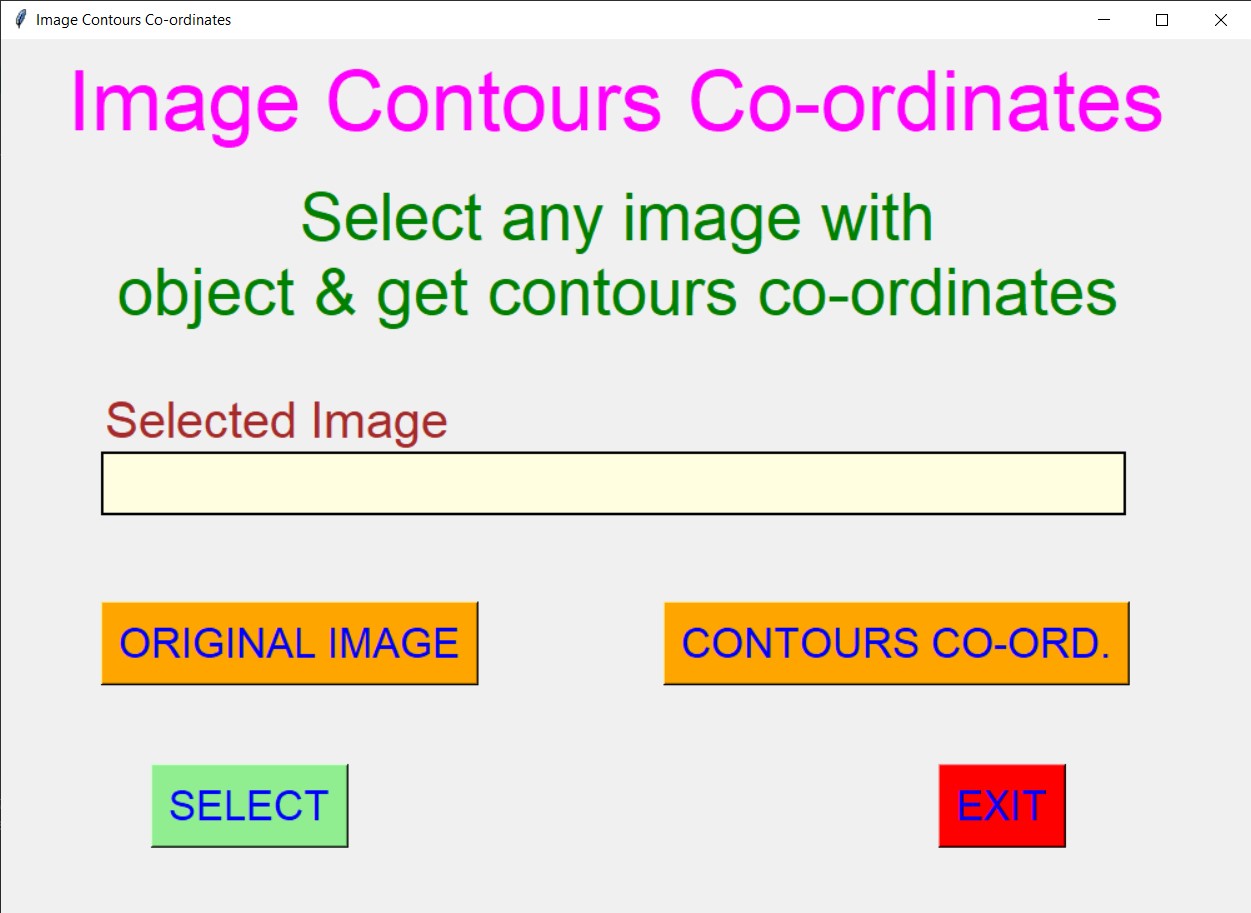 Image Contours Co-ordinates
Image Contours Co-ordinates
Select any image with
object & get contours co-ordinates
Selected Image
ORIGINAL IMAGE
CONTOURS CO-ORD.
SELECT
EXIT